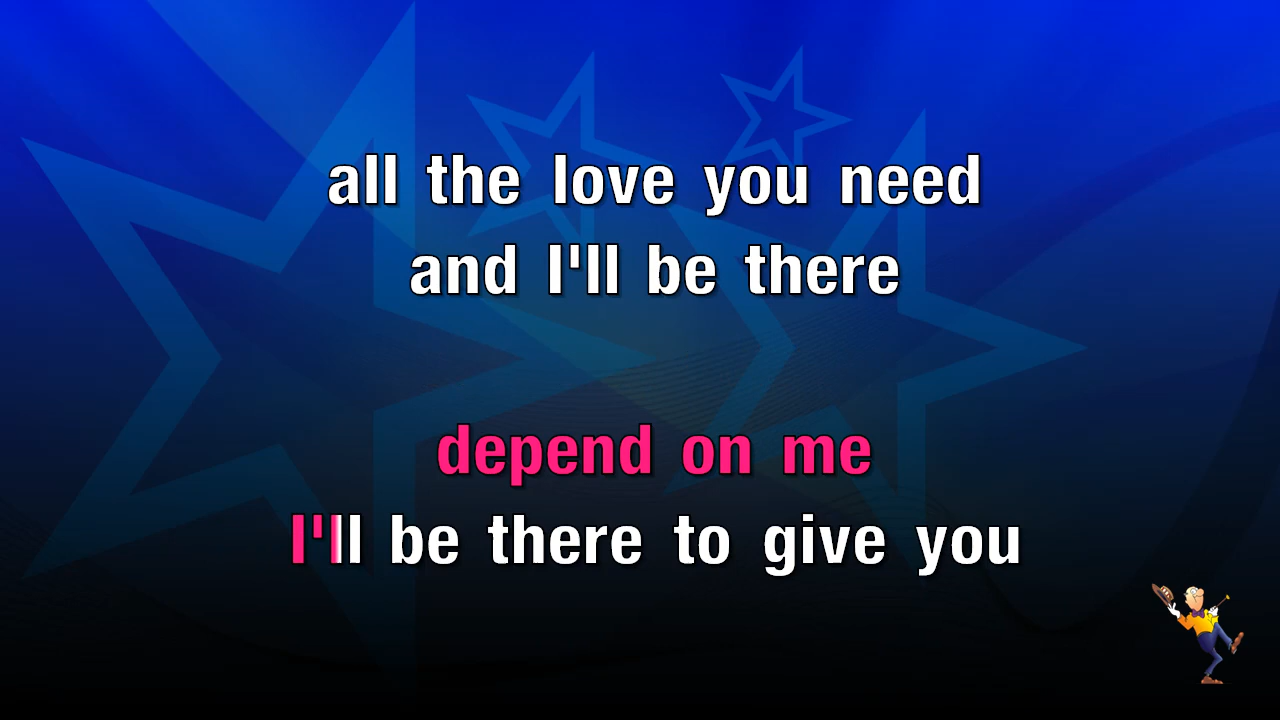 all the love you need
and I'll be there
depend on me
I'll be there to give you